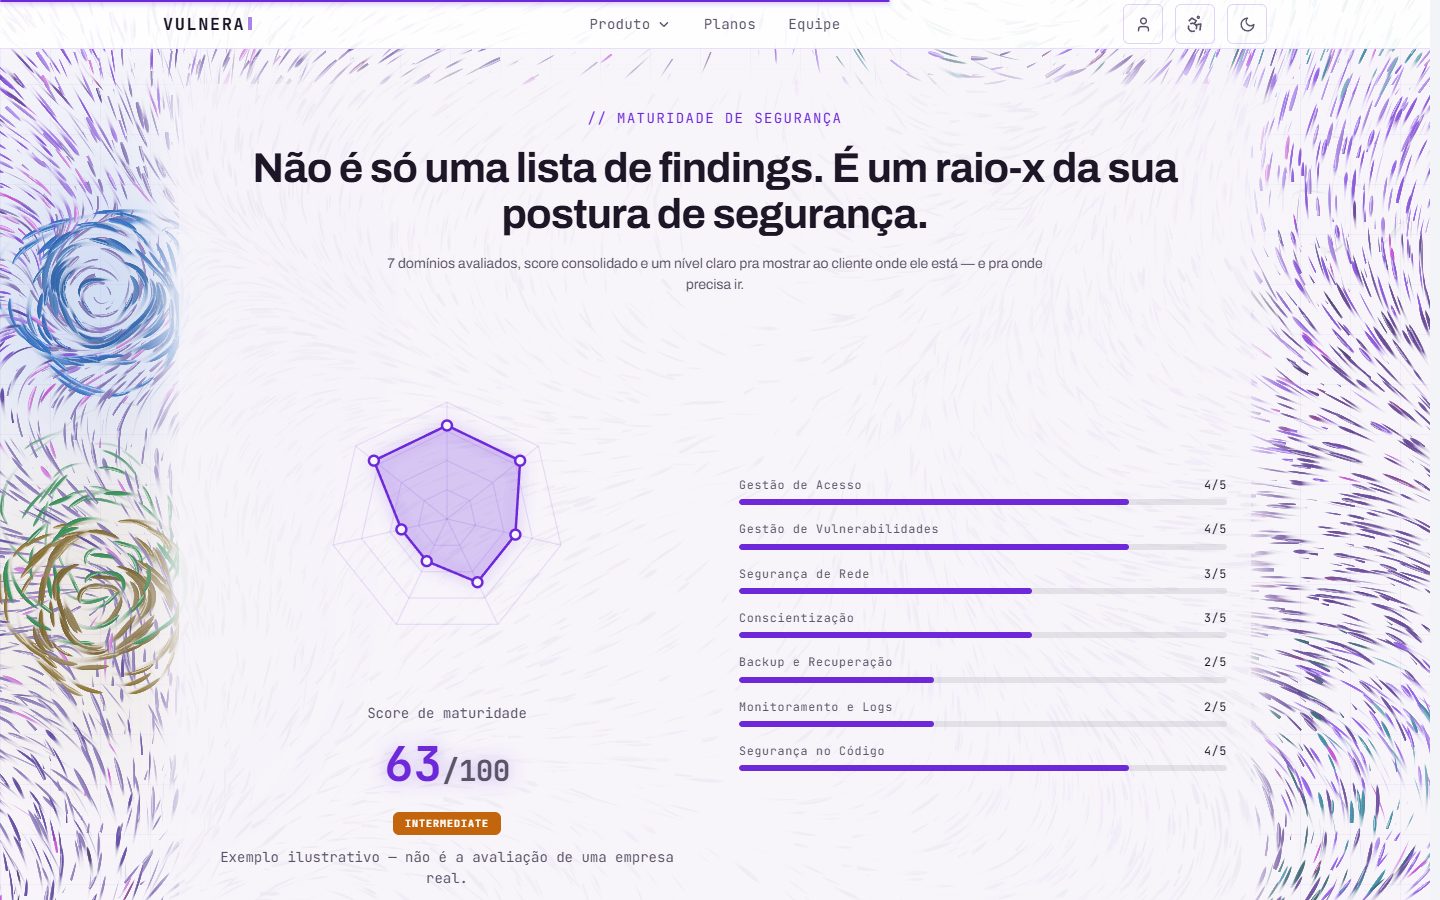 VULNERA
Produto
Planos
Equipe
// MATURIDADE DE SEGURANÇA
Não é só uma lista de findings. É um raio-x da sua
postura de segurança.
7 domínios avaliados, score consolidado e um nível claro pra mostrar ao cliente onde ele está — e pra onde
precisa ir.
Gestão de Acesso 4/5
Gestão de Vulnerabilidades 4/5
Segurança de Rede 3/5
Conscientização 3/5
Backup e Recuperação 2/5
Monitoramento e Logs 2/5
Segurança no Código 4/5
Score de maturidade
63/100
INTERMEDIATE
Exemplo ilustrativo — não é a avaliação de uma empresa
real.